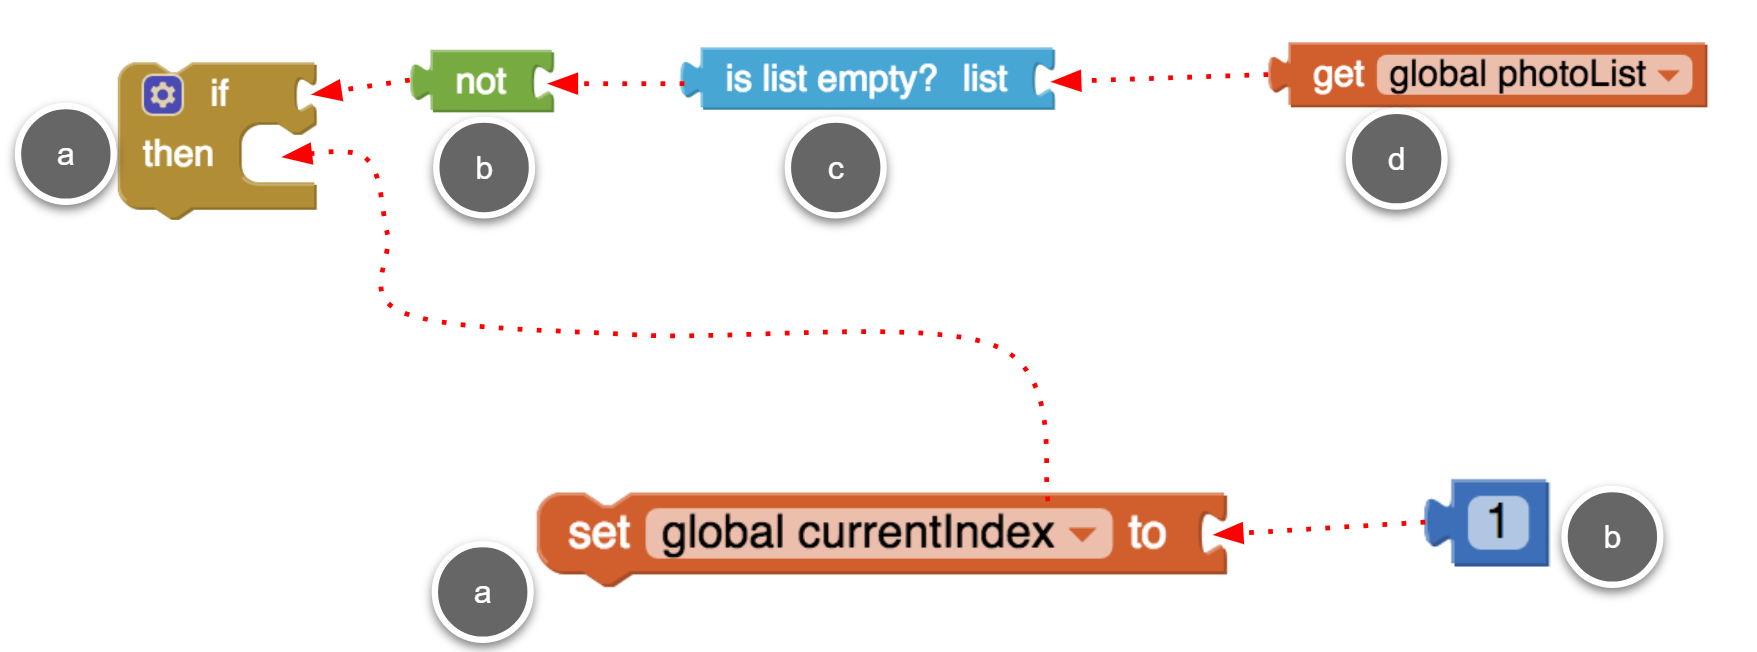 if
then
not
is list empty? list
get global photoList
a
b
c
d
set global currentIndex to
1
a
b